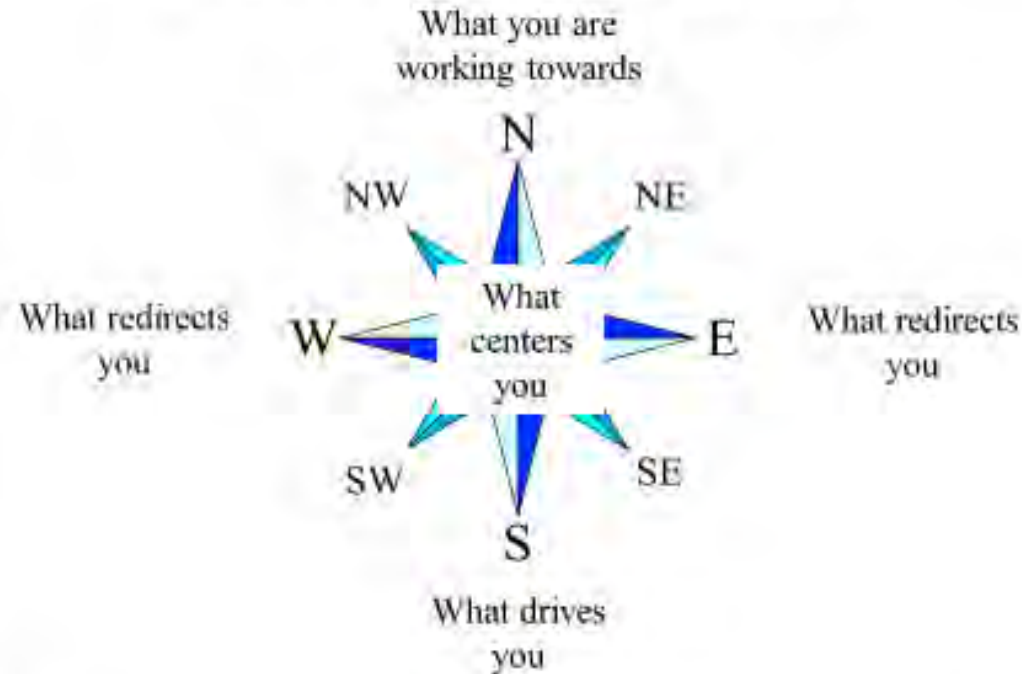 What you are
working towards
N
NW
NE
What redirects
you
W
What
centers
you
E
What redirects
you
SW
SE
S
What drives
you